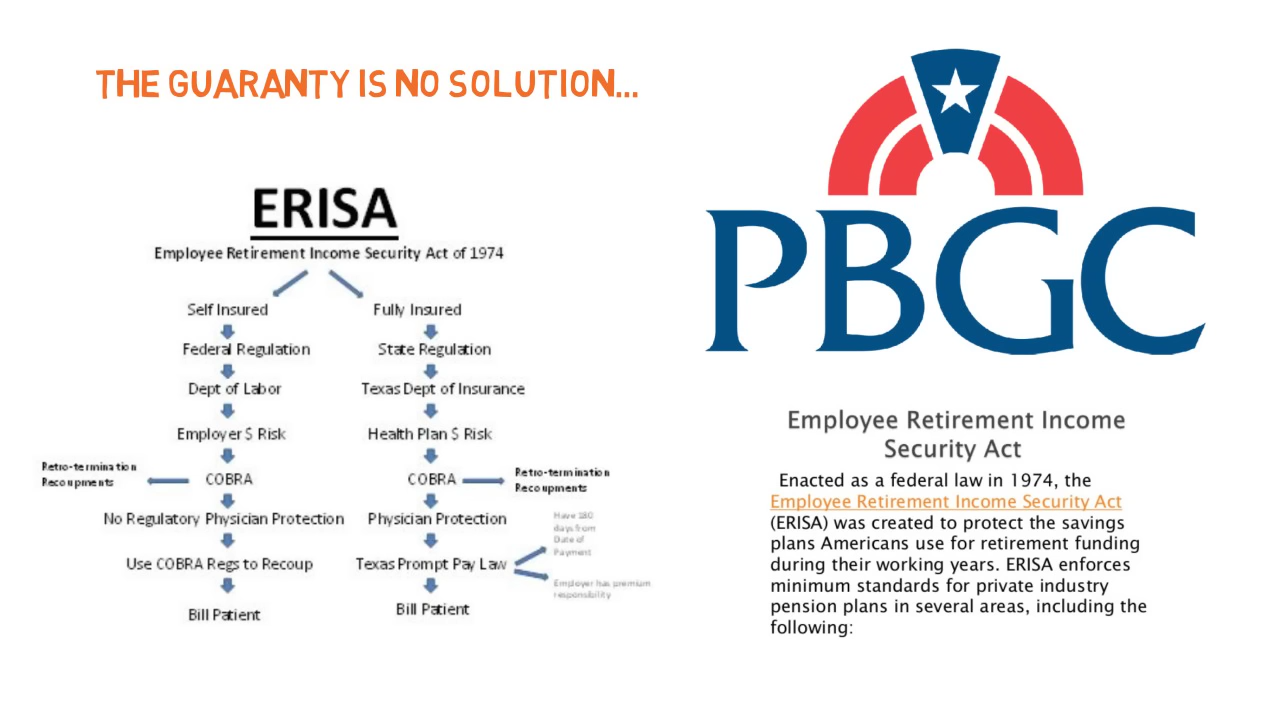 THE GUARANTY IS NO SOLUTION...
ERISA
Employee Retirement Income Security Act of 1974
Self Insured
Fully Insured
Federal Regulation
State Regulation
Dept of Labor
Texas Dept of Insurance
Employer $ Risk
Health Plan $ Risk
Retro-termination
Recoupments
COBRA
COBRA
Retro-termination
Recoupments
No Regulatory Physician Protection
Physician Protection
Have 180
days from
Date of
Payment
Use COBRA Regs to Recoup
Texas Prompt Pay Law
Employer has premium
responsibility
Bill Patient
Bill Patient
PBGC
Employee Retirement Income
Security Act
Enacted as a federal law in 1974, the
Employee Retirement Income Security Act
(ERISA) was created to protect the savings
plans Americans use for retirement funding
during their working years. ERISA enforces
minimum standards for private industry
pension plans in several areas, including the
following: